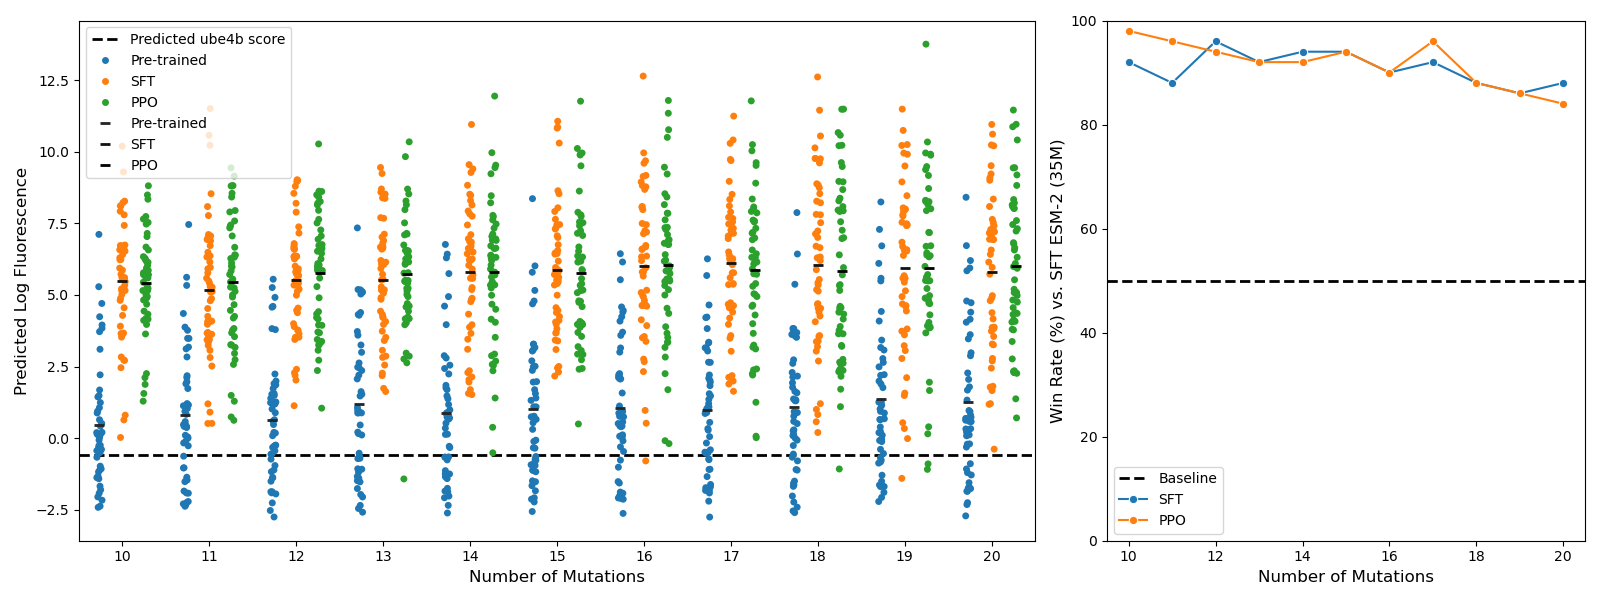 Predicted ube4b score
Pre-trained
SFT
PPO
Pre-trained
SFT
PPO
Predicted Log Fluorescence
12.5
10.0
7.5
5.0
2.5
0.0
−2.5
10 11 12 13 14 15 16 17 18 19 20
Number of Mutations
Win Rate (%) vs. SFT ESM-2 (35M)
100
80
60
40
20
0
Baseline
SFT
PPO
10 12 14 16 18 20
Number of Mutations